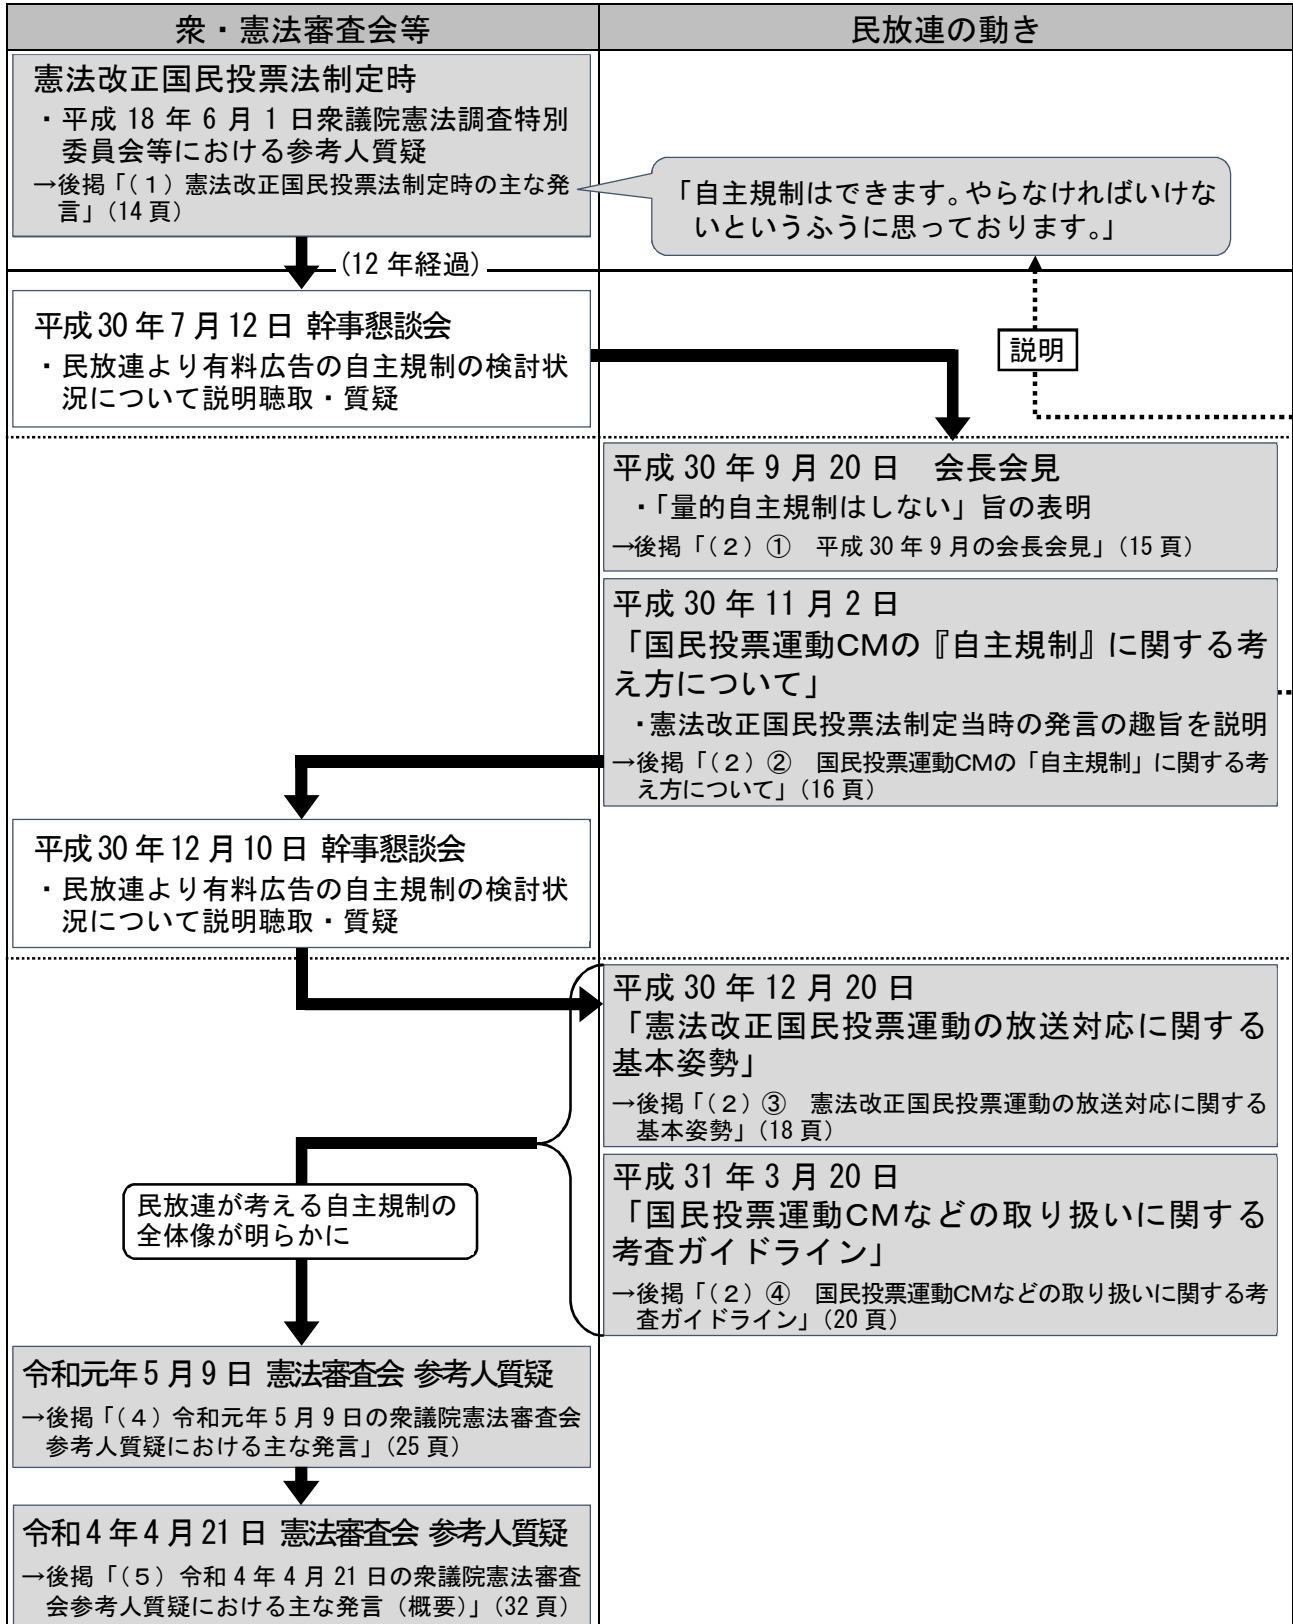 衆・憲法審査会等
民放連の動き
憲法改正国民投票法制定時
・平成 18 年 6 月 1 日衆議院憲法調査特別
委員会等における参考人質疑
→後掲「(1) 憲法改正国民投票法制定時の主な発
言」(14 頁)
「自主規制はできます。やらなければいけな
いというふうに思っております。」
(12 年経過)
平成 30 年 7 月 12 日 幹事懇談会
・民放連より有料広告の自主規制の検討状
況について説明聴取・質疑
説明
平成 30 年 9 月 20 日　会長会見
・「量的自主規制はしない」旨の表明
→後掲「(2) ①　平成 30 年 9 月の会長会見」(15 頁)
平成 30 年 11 月 2 日
「国民投票運動CMの『自主規制』に関する考
え方について」
・憲法改正国民投票法制定当時の発言の趣旨を説明
→後掲「(2) ②　国民投票運動CMの「自主規制」に関する考
え方について」(16 頁)
平成 30 年 12 月 10 日 幹事懇談会
・民放連より有料広告の自主規制の検討状
況について説明聴取・質疑
平成 30 年 12 月 20 日
「憲法改正国民投票運動の放送対応に関する
基本姿勢」
→後掲「(2) ③　憲法改正国民投票運動の放送対応に関する
基本姿勢」(18 頁)
平成 31 年 3 月 20 日
「国民投票運動CMなどの取り扱いに関する
考査ガイドライン」
→後掲「(2) ④　国民投票運動CMなどの取り扱いに関する考
査ガイドライン」(20 頁)
民放連が考える自主規制の
全体像が明らかに
令和元年 5 月 9 日 憲法審査会 参考人質疑
→後掲「(4) 令和元年 5 月 9 日の衆議院憲法審査会
参考人質疑における主な発言」(25 頁)
令和 4 年 4 月 21 日 憲法審査会 参考人質疑
→後掲「(5) 令和 4 年 4 月 21 日の衆議院憲法審査
会参考人質疑における主な発言 (概要)」(32 頁)